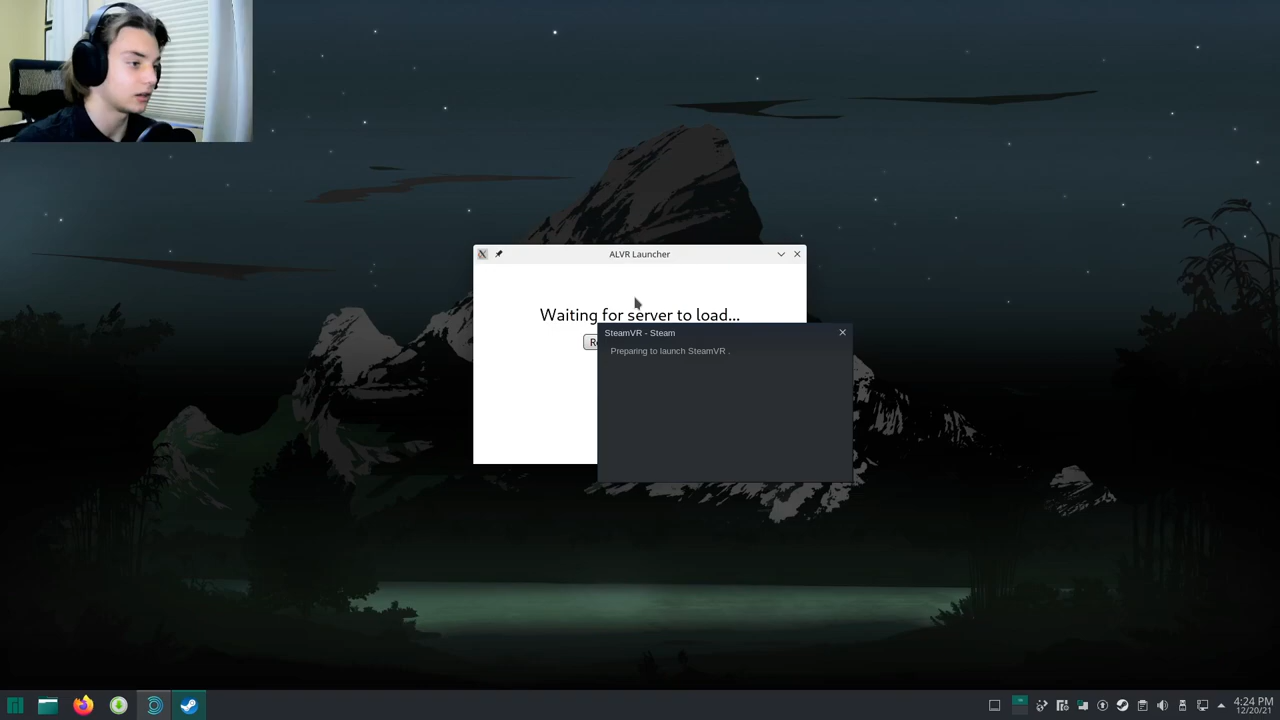 ALVR Launcher
Waiting for server to load...
SteamVR - Steam
Preparing to launch SteamVR .
4:24 PM
12/20/21